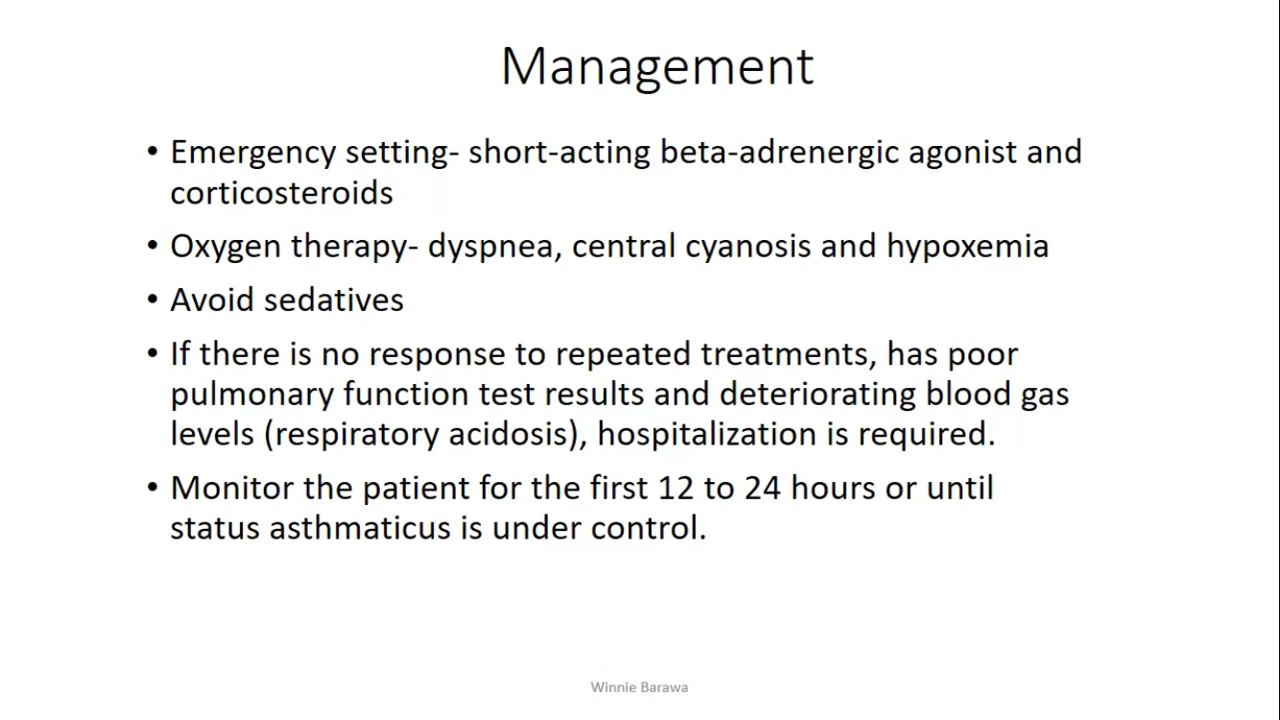 Management
• Emergency setting- short-acting beta-adrenergic agonist and
corticosteroids
• Oxygen therapy- dyspnea, central cyanosis and hypoxemia
• Avoid sedatives
• If there is no response to repeated treatments, has poor
pulmonary function test results and deteriorating blood gas
levels (respiratory acidosis), hospitalization is required.
• Monitor the patient for the first 12 to 24 hours or until
status asthmaticus is under control.
Winnie Barawa